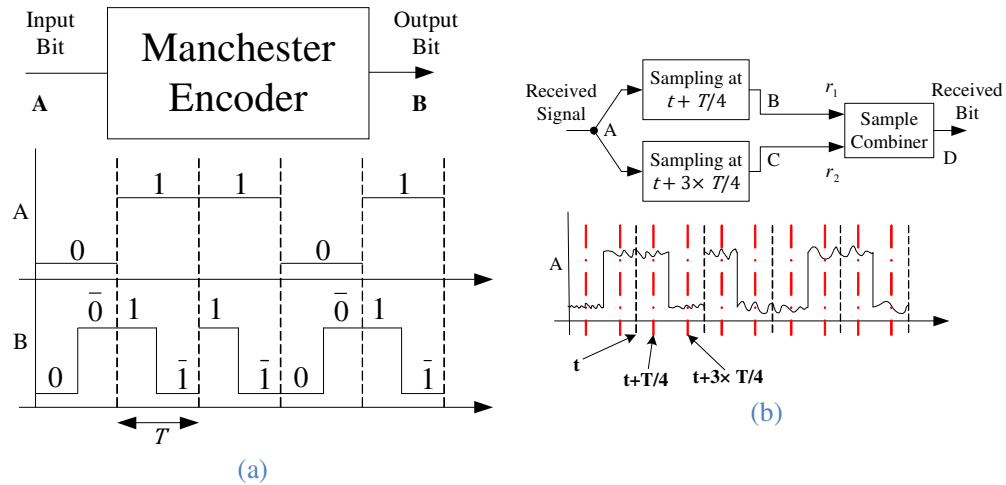 Input
Bit
A
Manchester
Encoder
Output
Bit
B
A
0
1
1
0
1
B
0
0̅
1
1̅
1
1̅
0
0̅
1
1̅
T
(a)
Received
Signal
A
Sampling at
t + T/4
B
r₁
Sampling at
t + 3× T/4
C
r₂
Sample
Combiner
Received
Bit
D
A
t
t+T/4
t+3× T/4
(b)